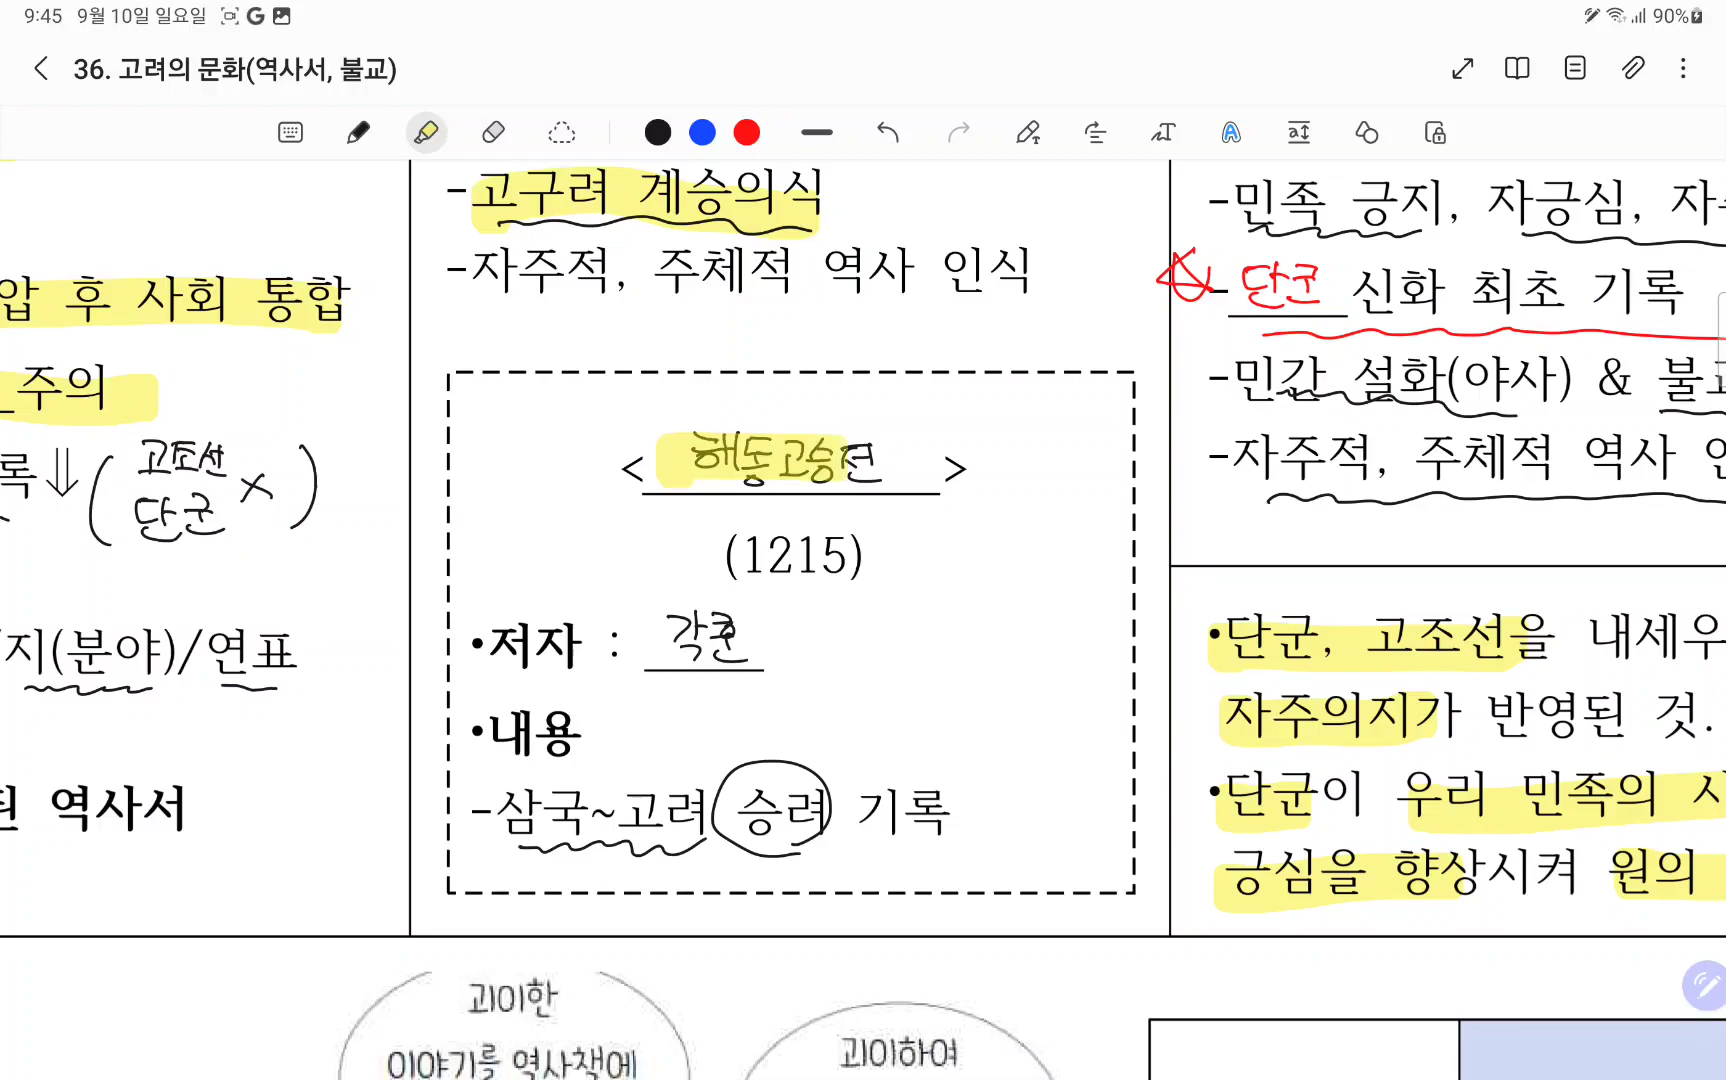 9:45 9월 10일 일요일 G 90%
36. 고려의 문화(역사서, 불교)
압 후 사회 통합
_주의
록⇓(고조선 단군 X)
지(분야)/연표
역사서
-고구려 계승의식
-자주적, 주체적 역사 인식
<해동고승전>
(1215)
•저자 : 각훈
•내용
-삼국~고려 승려 기록
-민족 긍지, 자긍심, 자
-단군 신화 최초 기록
-민간 설화(야사) & 불교
-자주적, 주체적 역사 인
•단군, 고조선을 내세우
자주의지가 반영된 것.
•단군이 우리 민족의 시
긍심을 향상시켜 원의
괴이한
이야기를 역사책에
괴이하여